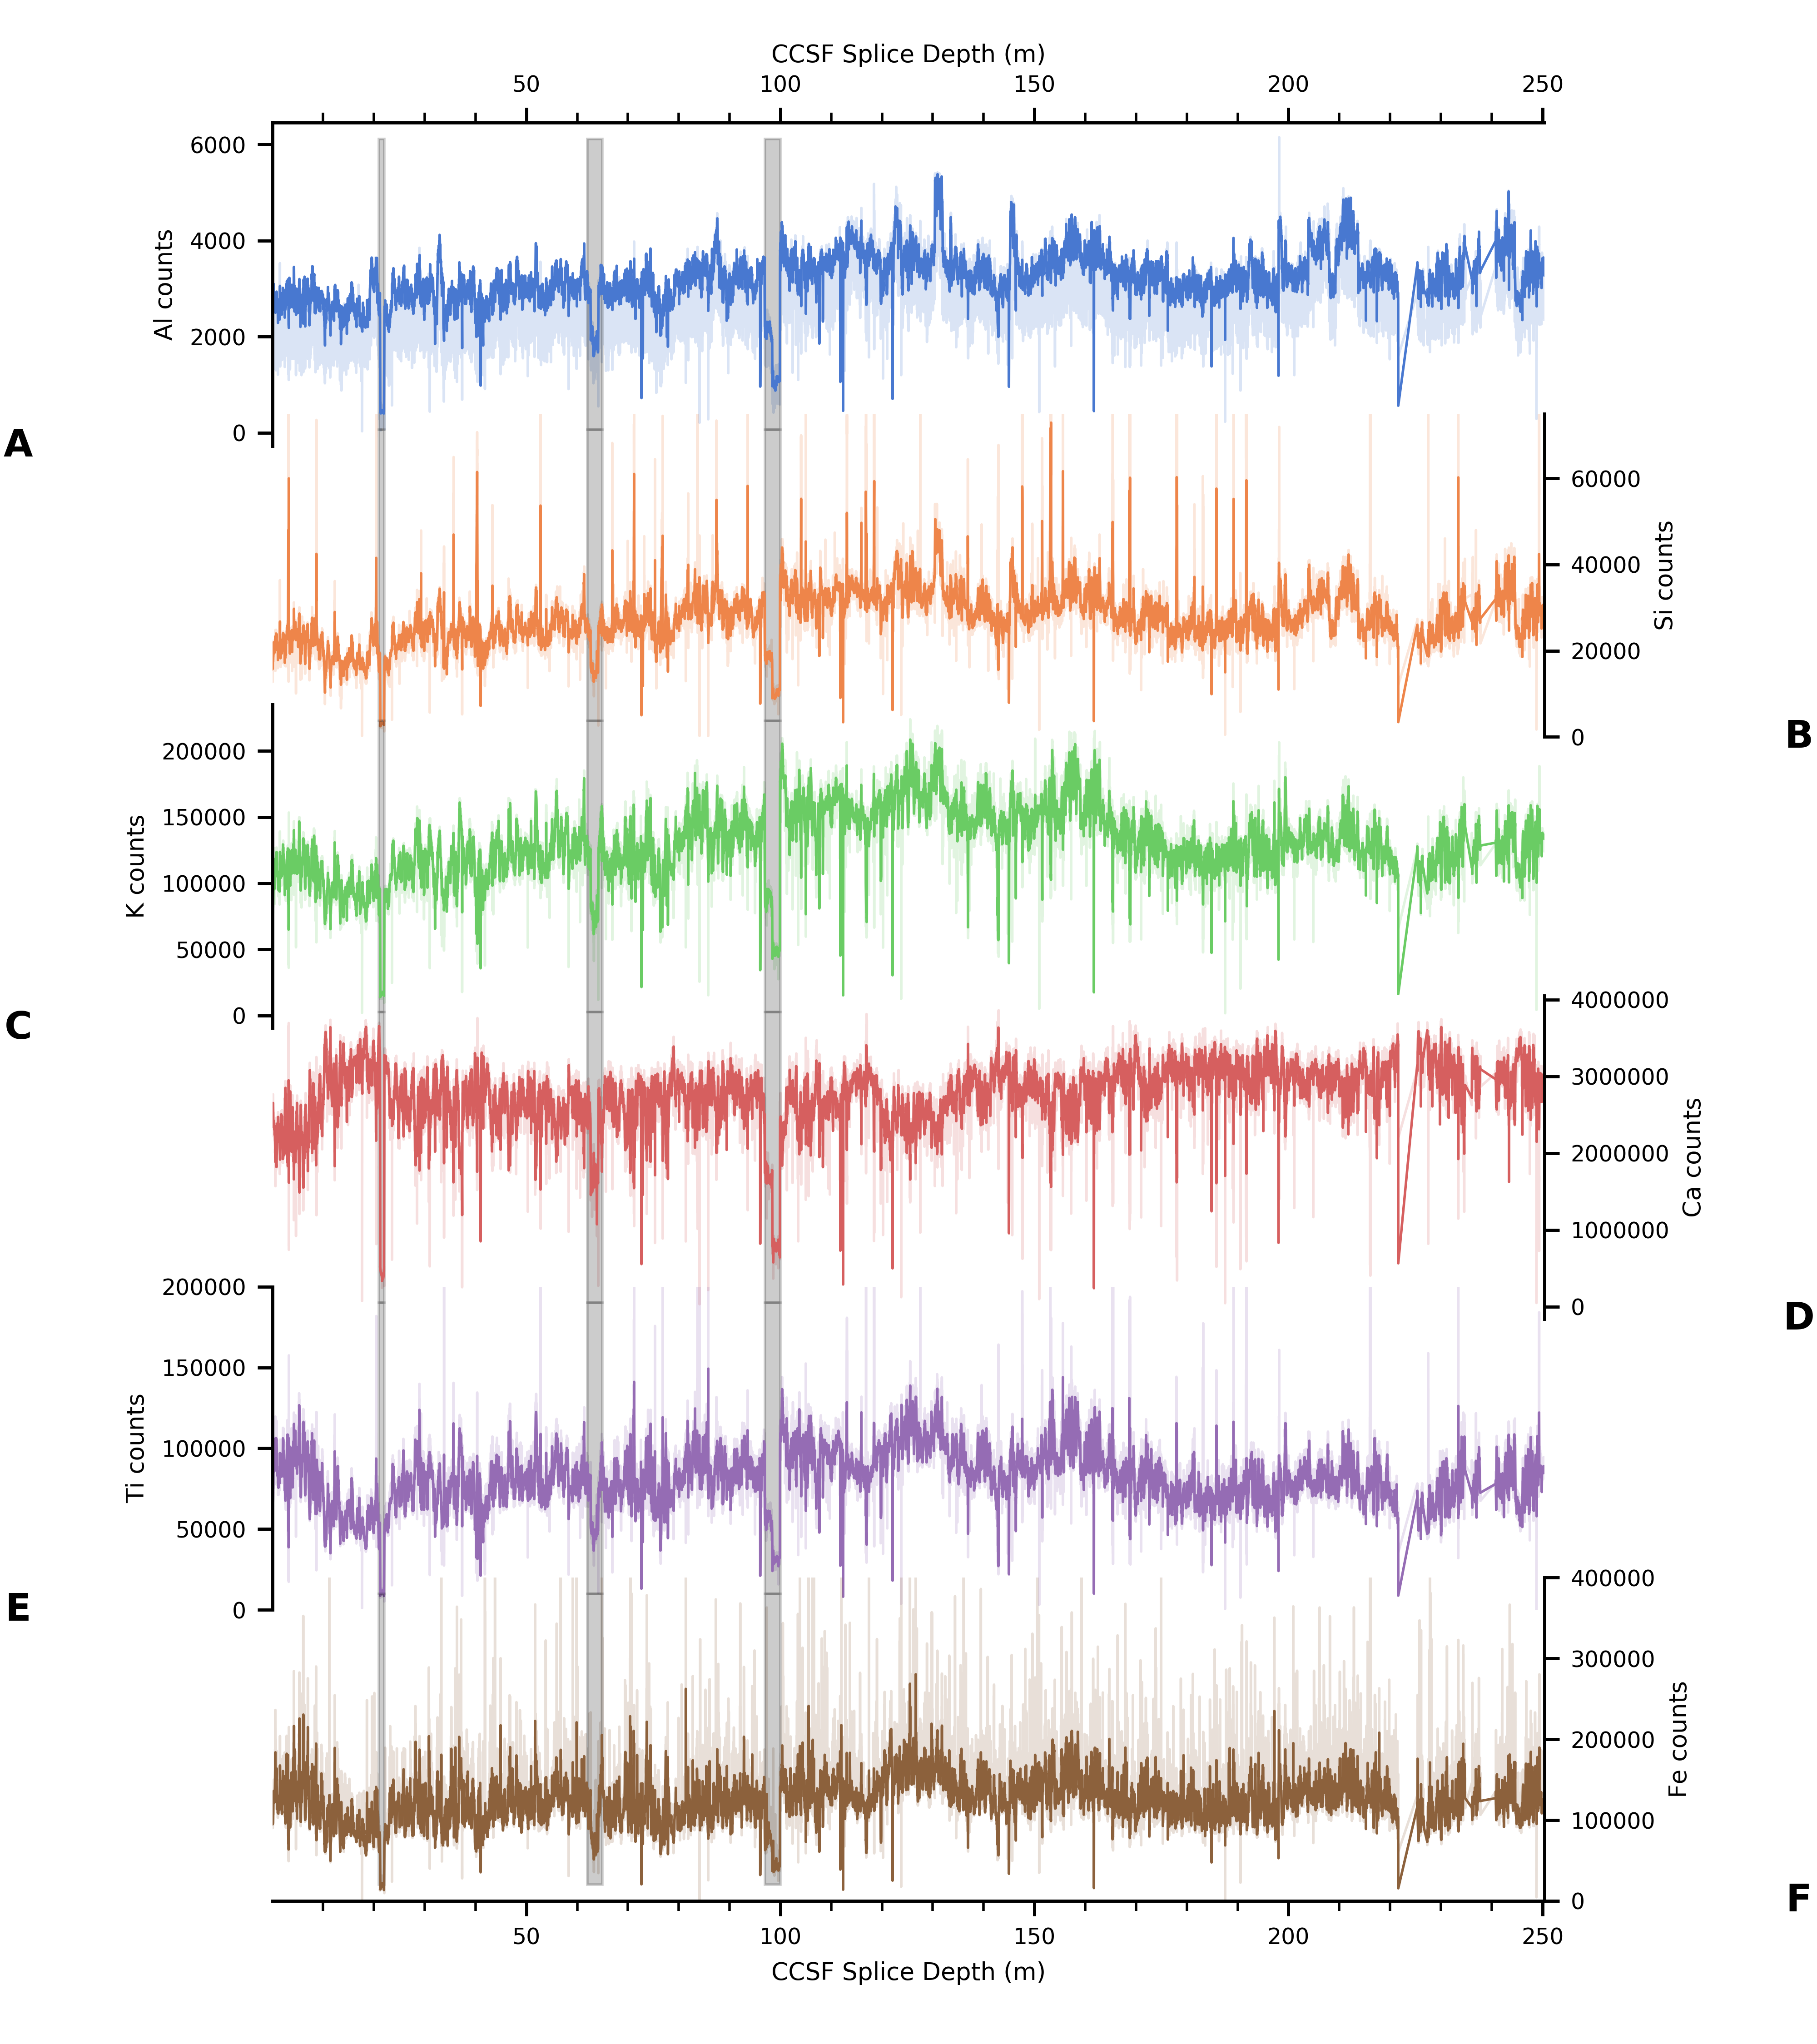 CCSF Splice Depth (m)
50 100 150 200 250
6000
4000
2000
0
Al counts
A
60000
40000
20000
0
Si counts
B
200000
150000
100000
50000
0
K counts
C
4000000
3000000
2000000
1000000
0
Ca counts
D
200000
150000
100000
50000
0
Ti counts
E
400000
300000
200000
100000
0
Fe counts
F
50 100 150 200 250
CCSF Splice Depth (m)